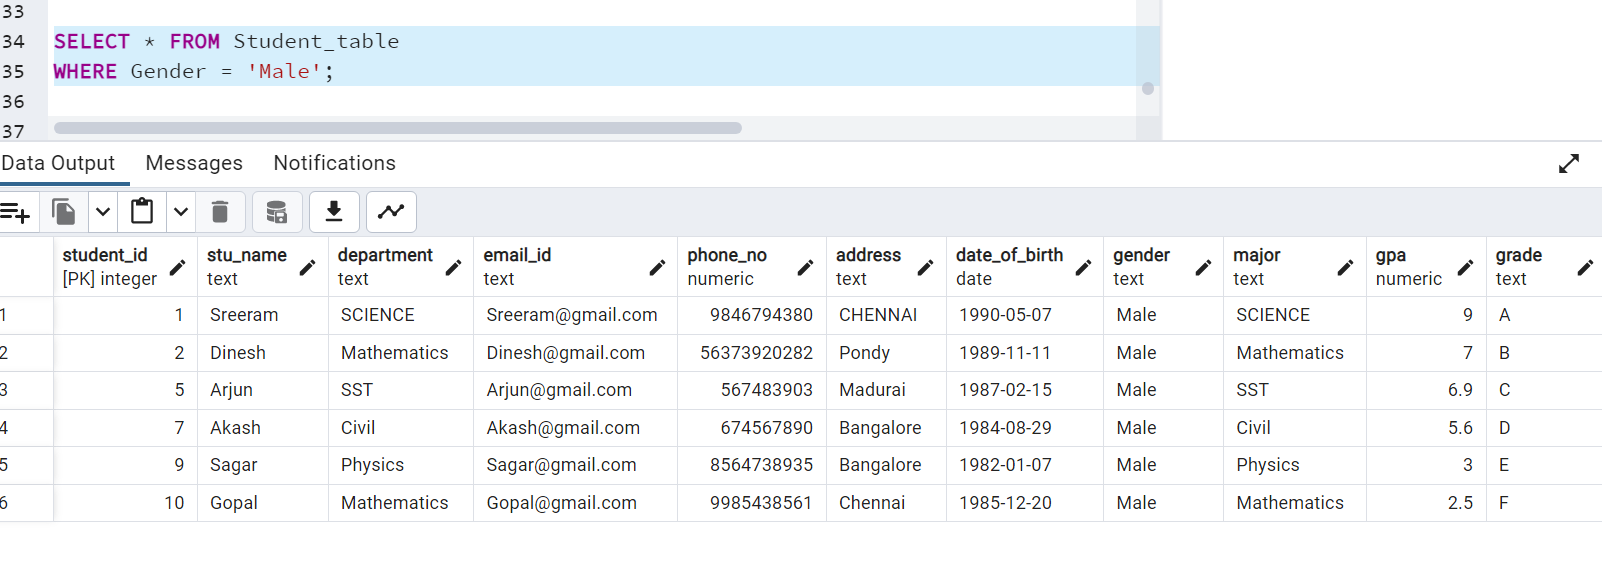 33
34 SELECT * FROM Student_table
35 WHERE Gender = 'Male';
36
37
Data Output Messages Notifications
student_id stu_name department email_id phone_no address date_of_birth gender major gpa grade
[PK] integer text text text numeric text date text text numeric text
1 1 Sreeram SCIENCE Sreeram@gmail.com 9846794380 CHENNAI 1990-05-07 Male SCIENCE 9 A
2 2 Dinesh Mathematics Dinesh@gmail.com 56373920282 Pondy 1989-11-11 Male Mathematics 7 B
3 5 Arjun SST Arjun@gmail.com 567483903 Madurai 1987-02-15 Male SST 6.9 C
4 7 Akash Civil Akash@gmail.com 674567890 Bangalore 1984-08-29 Male Civil 5.6 D
5 9 Sagar Physics Sagar@gmail.com 8564738935 Bangalore 1982-01-07 Male Physics 3 E
6 10 Gopal Mathematics Gopal@gmail.com 9985438561 Chennai 1985-12-20 Male Mathematics 2.5 F